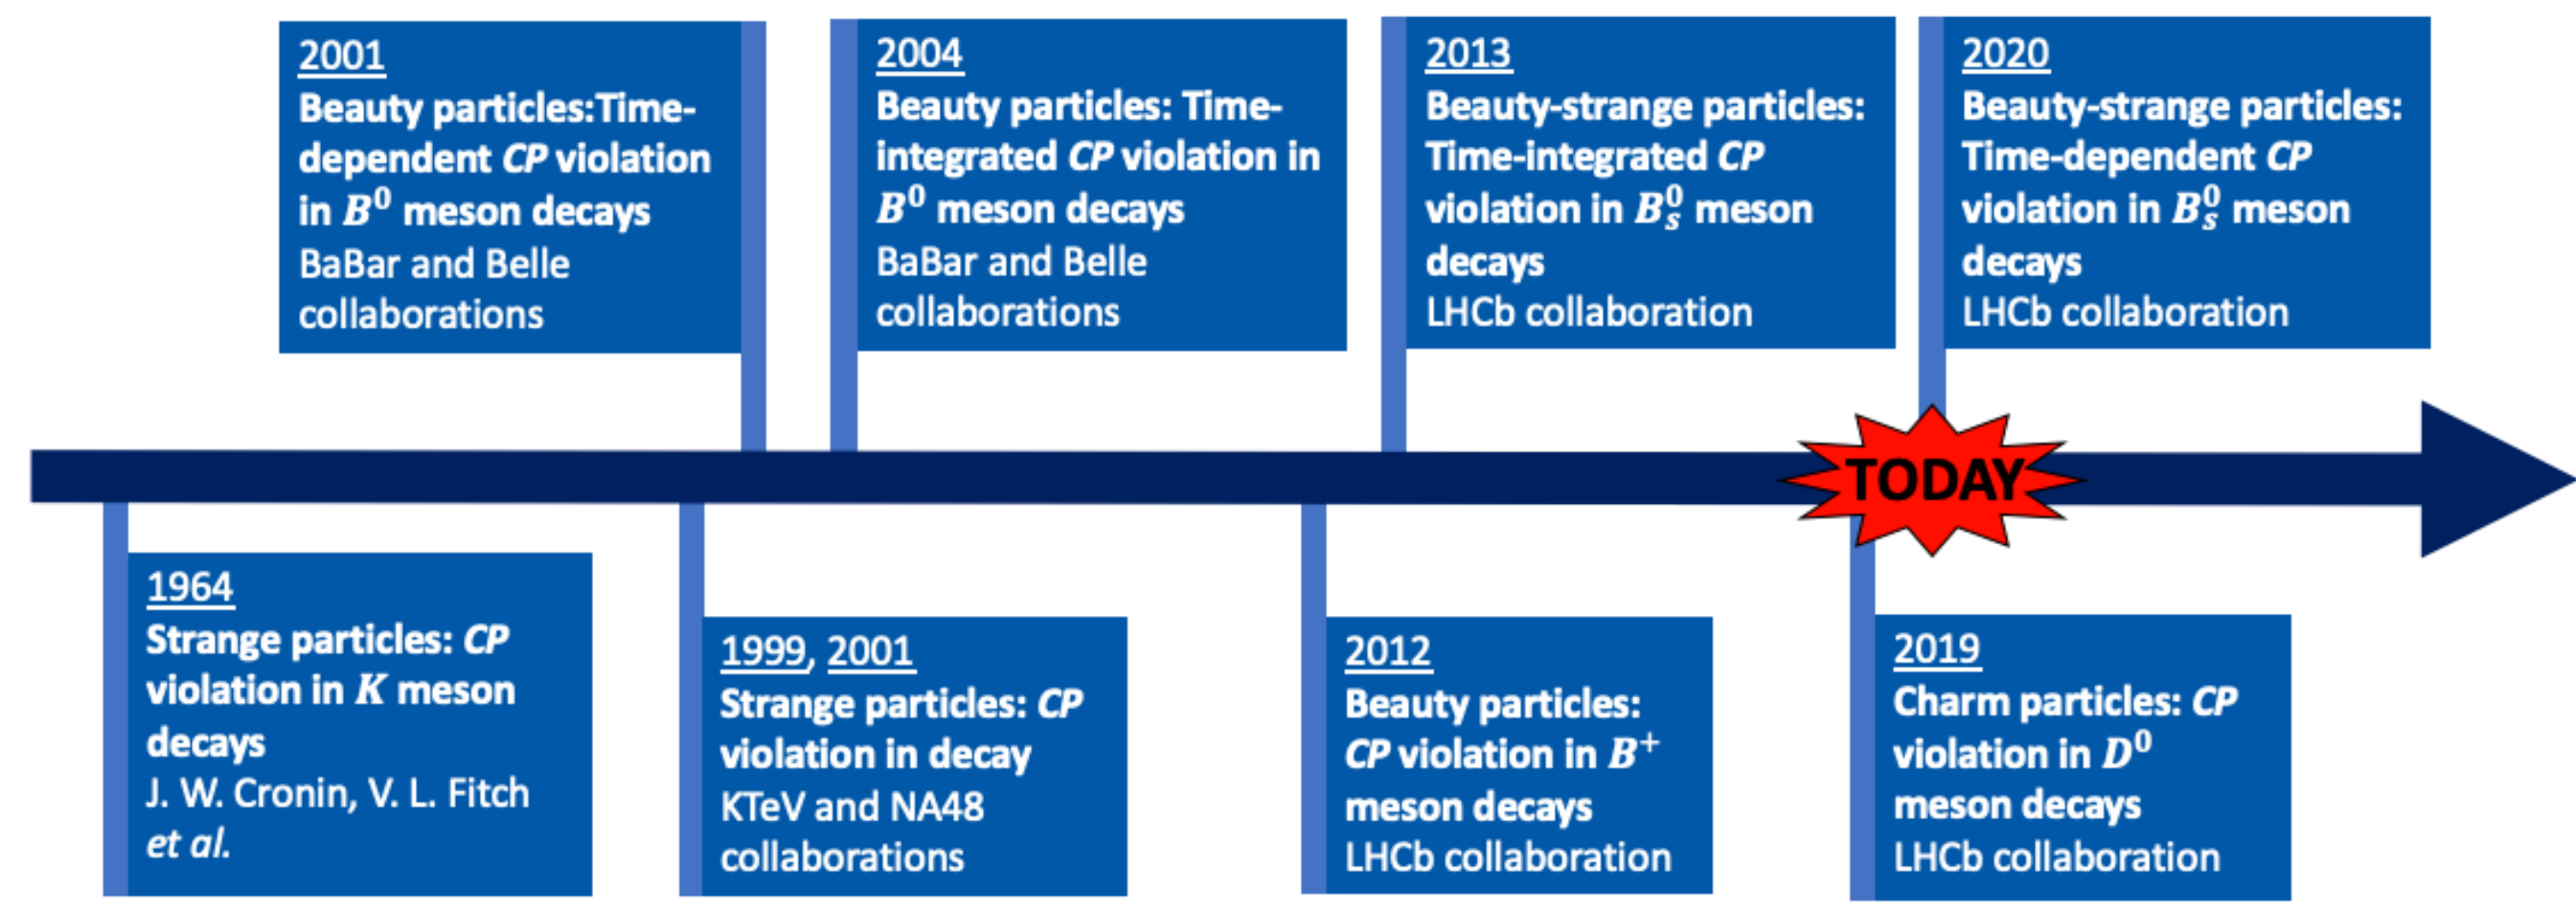 2001
Beauty particles:Time-
dependent CP violation
in B⁰ meson decays
BaBar and Belle
collaborations
2004
Beauty particles: Time-
integrated CP violation in
B⁰ meson decays
BaBar and Belle
collaborations
2013
Beauty-strange particles:
Time-integrated CP
violation in Bₛ⁰ meson
decays
LHCb collaboration
2020
Beauty-strange particles:
Time-dependent CP
violation in Bₛ⁰ meson
decays
LHCb collaboration
TODAY
1964
Strange particles: CP
violation in K meson
decays
J. W. Cronin, V. L. Fitch
et al.
1999, 2001
Strange particles: CP
violation in decay
KTeV and NA48
collaborations
2012
Beauty particles:
CP violation in B⁺
meson decays
LHCb collaboration
2019
Charm particles: CP
violation in D⁰
meson decays
LHCb collaboration